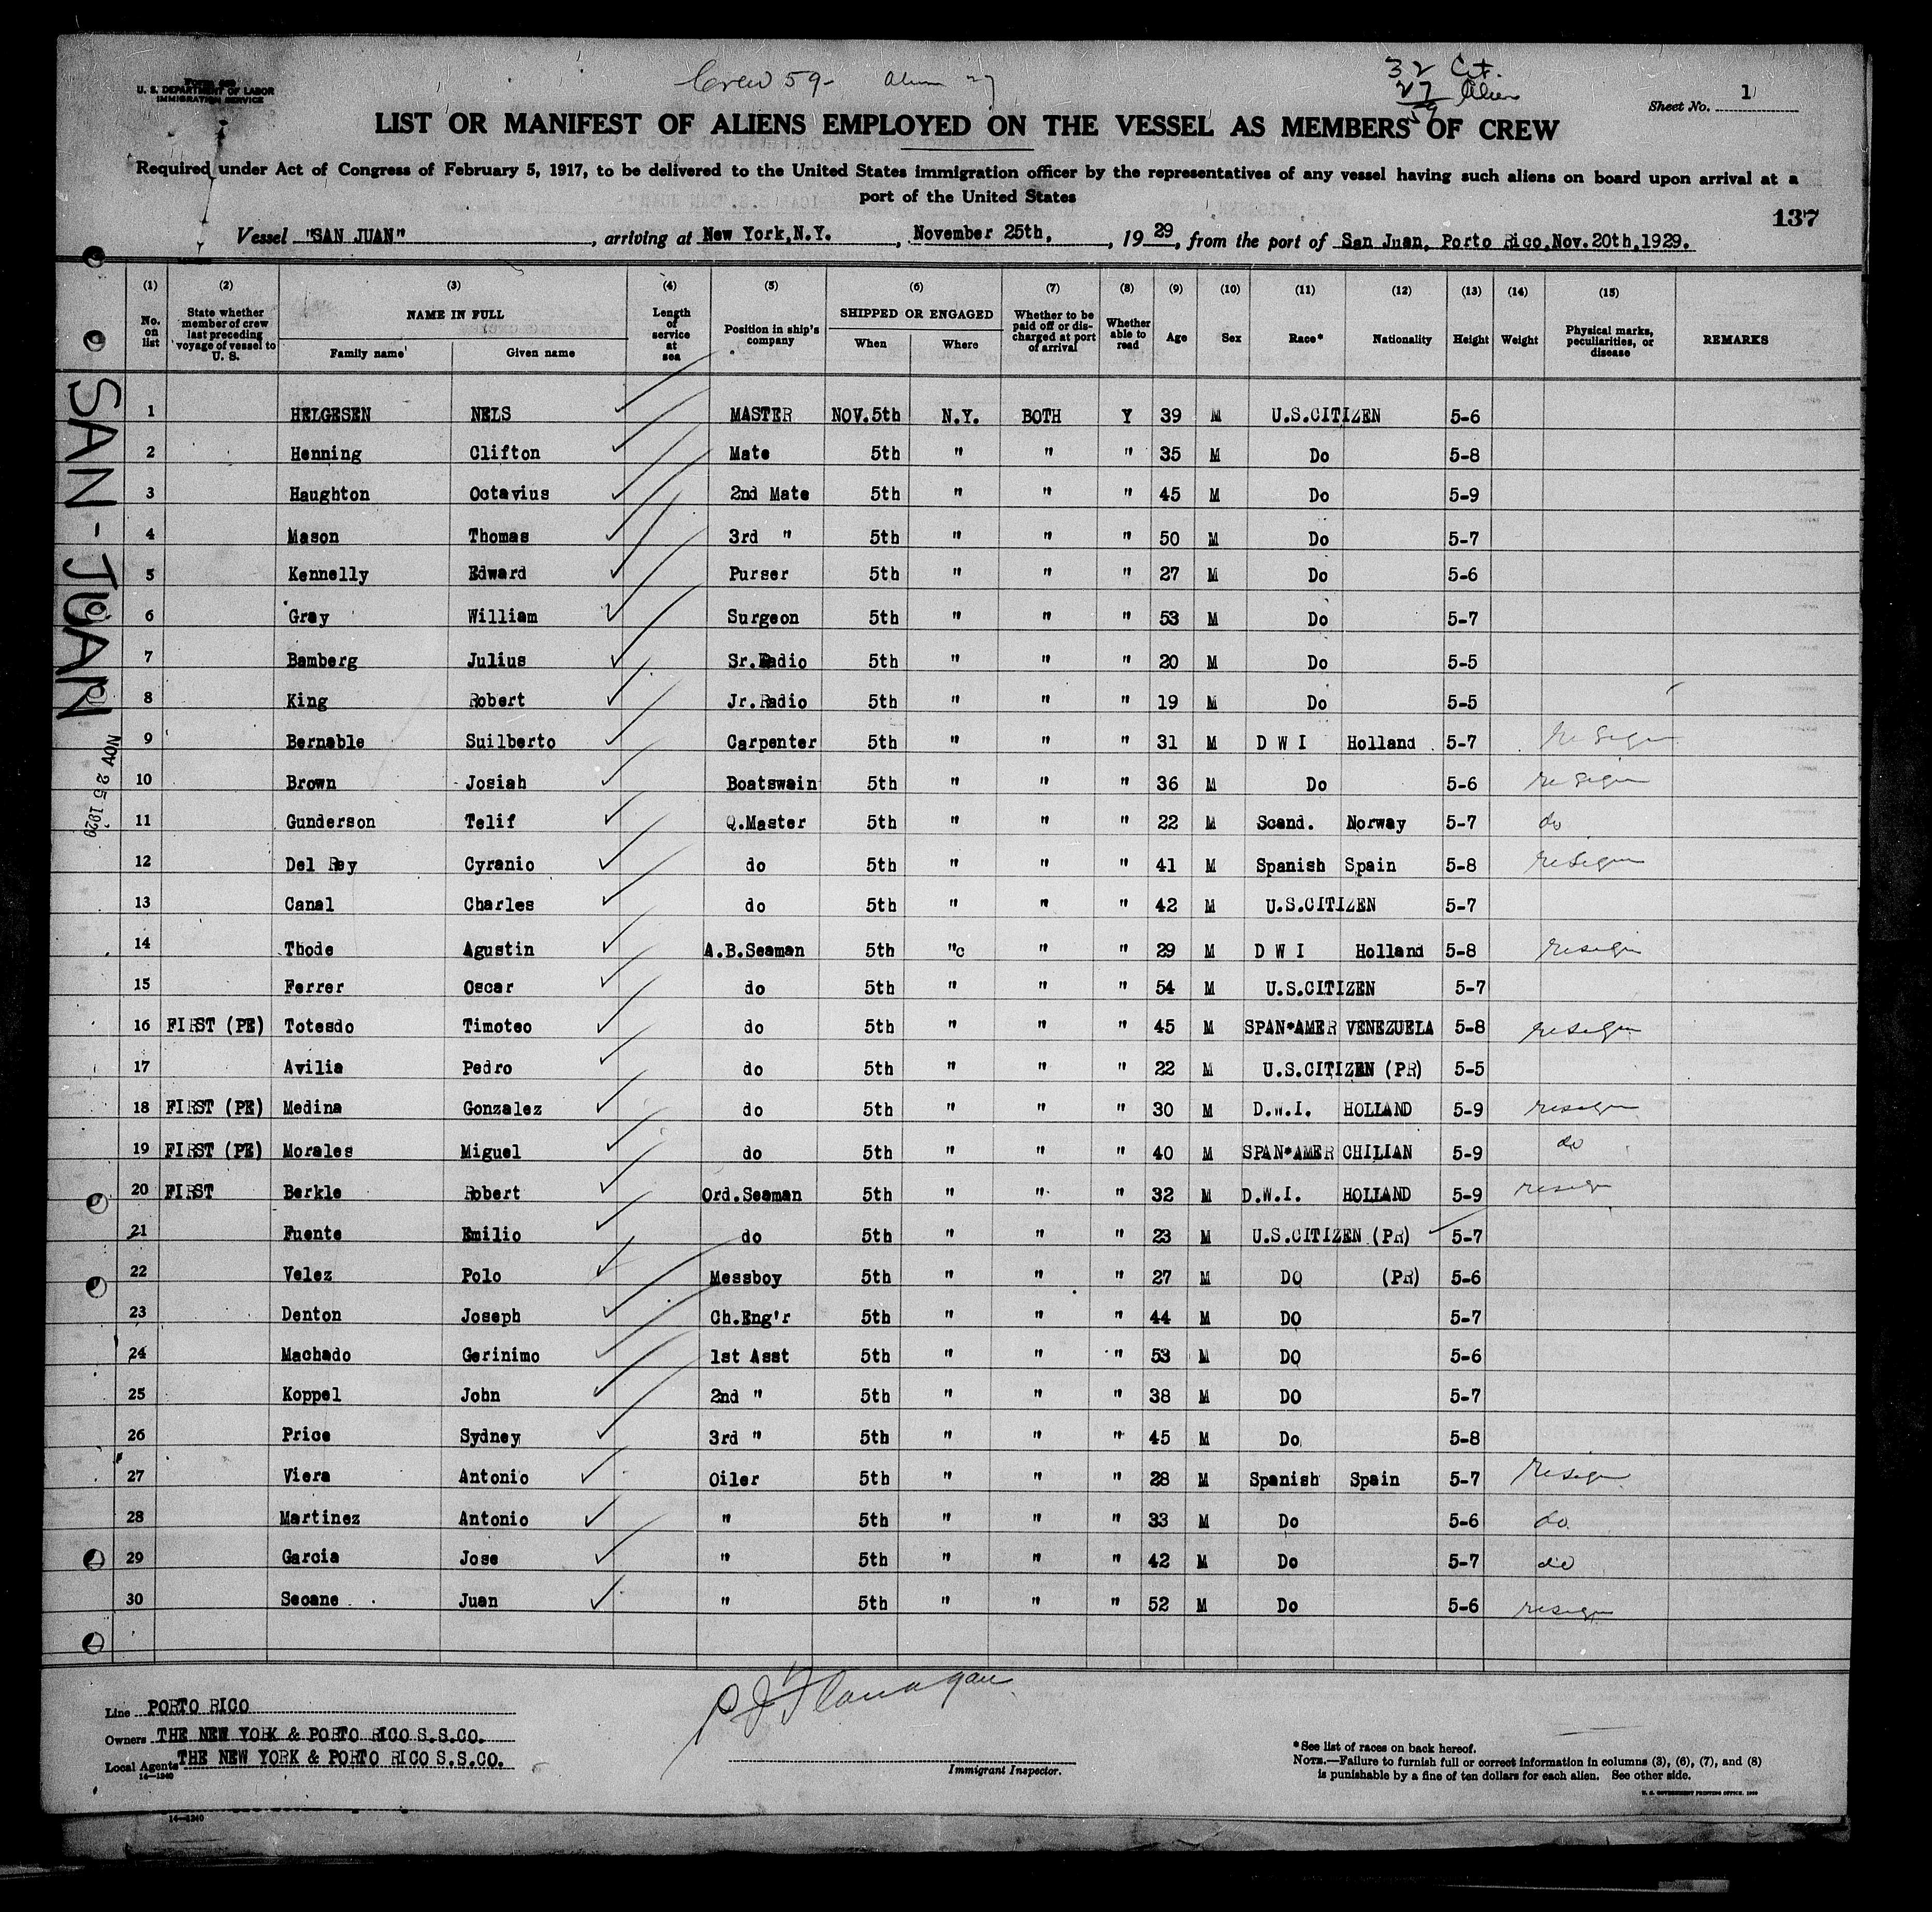 Crew 59- Alien 27
32 Cit.
27 Alien
59
U. S. DEPARTMENT OF LABOR
IMMIGRATION SERVICE
Sheet No. 1
LIST OR MANIFEST OF ALIENS EMPLOYED ON THE VESSEL AS MEMBERS OF CREW
Required under Act of Congress of February 5, 1917, to be delivered to the United States immigration officer by the representatives of any vessel having such aliens on board upon arrival at a
port of the United States
137
Vessel "SAN JUAN", arriving at New York,N.Y., November 25th, , 1929, from the port of San Juan, Porto Rico,Nov.20th,1929.
(1) (2) (3) (4) (5) (6) (7) (8) (9) (10) (11) (12) (13) (14) (15)
No. on list
State whether member of crew last preceding voyage of vessel to U. S.
NAME IN FULL
Family name Given name
Length of service at sea
Position in ship's company
SHIPPED OR ENGAGED
When Where
Whether to be paid off or discharged at port of arrival
Whether able to read
Age Sex Race* Nationality Height Weight
Physical marks, peculiarities, or disease
REMARKS
1 HELGESEN NELS MASTER NOV.5th N.Y. BOTH Y 39 M U.S.CITIZEN 5-6
2 Henning Clifton Mate 5th " " " 35 M Do 5-8
3 Haughton Octavius 2nd Mate 5th " " " 45 M Do 5-9
4 Mason Thomas 3rd " 5th " " " 50 M Do 5-7
5 Kennelly Edward Purser 5th " " " 27 M Do 5-6
6 Gray William Surgeon 5th " " " 53 M Do 5-7
7 Bamberg Julius Sr.Radio 5th " " " 20 M Do 5-5
8 King Robert Jr.Radio 5th " " " 19 M Do 5-5
9 Bernable Suilberto Carpenter 5th " " " 31 M D W I Holland 5-7 resign
10 Brown Josiah Boatswain 5th " " " 36 M Do 5-6 resign
11 Gunderson Telif Q.Master 5th " " " 22 M Scand. Norway 5-7 do
12 Del Rey Cyranio do 5th " " " 41 M Spanish Spain 5-8 resign
13 Canal Charles do 5th " " " 42 M U.S.CITIZEN 5-7
14 Thode Agustin A.B.Seaman 5th "c " " 29 M D W I Holland 5-8 resign
15 Ferrer Oscar do 5th " " " 54 M U.S.CITIZEN 5-7
16 FIRST (PE) Totesdo Timoteo do 5th " " " 45 M SPAN*AMER VENEZUELA 5-8 resign
17 Avilia Pedro do 5th " " " 22 M U.S.CITIZEN (PR) 5-5
18 FIRST (PE) Medina Gonzalez do 5th " " " 30 M D.W.I. HOLLAND 5-9 resign
19 FIRST (PE) Morales Miguel do 5th " " " 40 M SPAN*AMER CHILIAN 5-9 do
20 FIRST Berkle Robert Ord.Seaman 5th " " " 32 M D.W.I. HOLLAND 5-9 resign
21 Fuente Emilio do 5th " " " 23 M U.S.CITIZEN (PR) 5-7
22 Velez Polo Messboy 5th " " " 27 M DO (PR) 5-6
23 Denton Joseph Ch.Eng'r 5th " " " 44 M DO 5-7
24 Machado Gerinimo 1st Asst 5th " " " 53 M DO 5-6
25 Koppel John 2nd " 5th " " " 38 M DO 5-7
26 Price Sydney 3rd " 5th " " " 45 M Do 5-8
27 Viera Antonio Oiler 5th " " " 28 M Spanish Spain 5-7 resign
28 Martinez Antonio " 5th " " " 33 M Do 5-6 do
29 Garcia Jose " 5th " " " 42 M Do 5-7 do
30 Seoane Juan " 5th " " " 52 M Do 5-6 resign
SAN-JUAN
NOV 25 1929
Line PORTO RICO
Owners THE NEW YORK & PORTO RICO S.S.CO.
Local Agents THE NEW YORK & PORTO RICO S.S.CO.
14—1240
P J Flanagan
Immigrant Inspector.
*See list of races on back hereof.
NOTE.—Failure to furnish full or correct information in columns (3), (6), (7), and (8)
is punishable by a fine of ten dollars for each alien. See other side.
14—1240